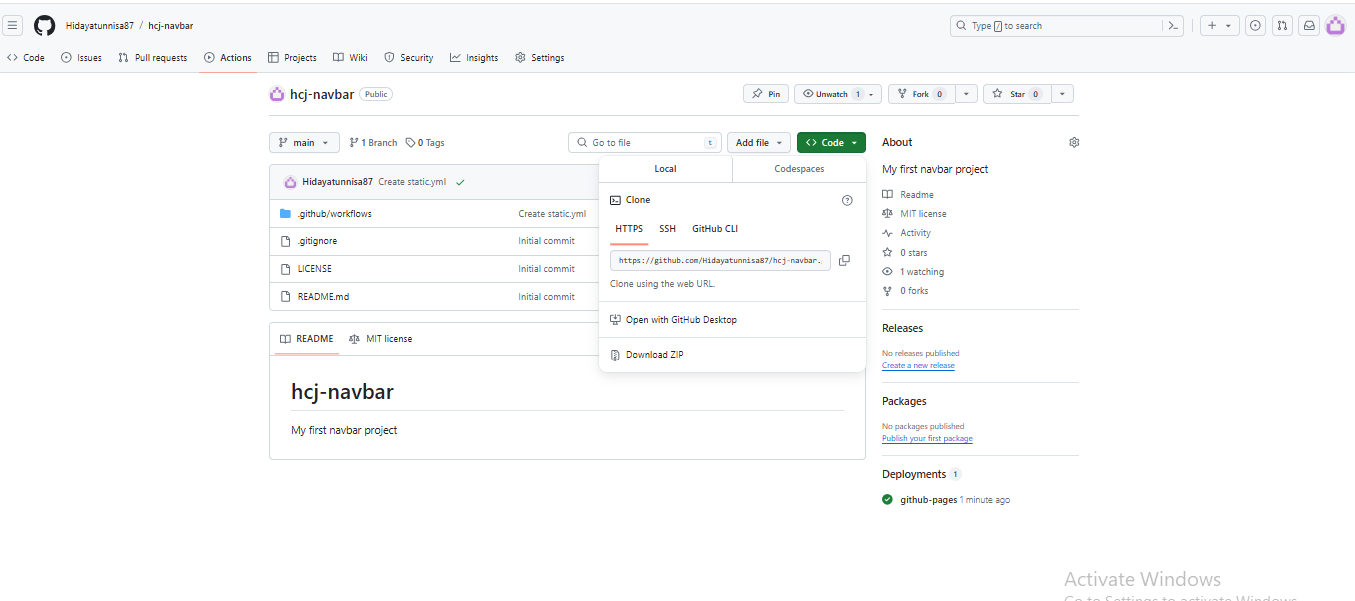 Hidayatunnisa87 / hcj-navbar
Type / to search
Code Issues Pull requests Actions Projects Wiki Security Insights Settings
hcj-navbar Public
Pin Unwatch 1 Fork 0 Star 0
main 1 Branch 0 Tags Go to file t Add file Code
Local Codespaces
Hidayatunnisa87 Create static.yml
Clone
.github/workflows Create static.yml
HTTPS SSH GitHub CLI
.gitignore Initial commit
https://github.com/Hidayatunnisa87/hcj-navbar.
LICENSE Initial commit
Clone using the web URL.
README.md Initial commit
Open with GitHub Desktop
README MIT license
Download ZIP
hcj-navbar
My first navbar project
About
My first navbar project
Readme
MIT license
Activity
0 stars
1 watching
0 forks
Releases
No releases published
Create a new release
Packages
No packages published
Publish your first package
Deployments 1
github-pages 1 minute ago
Activate Windows
Go to Settings to activate Windows.